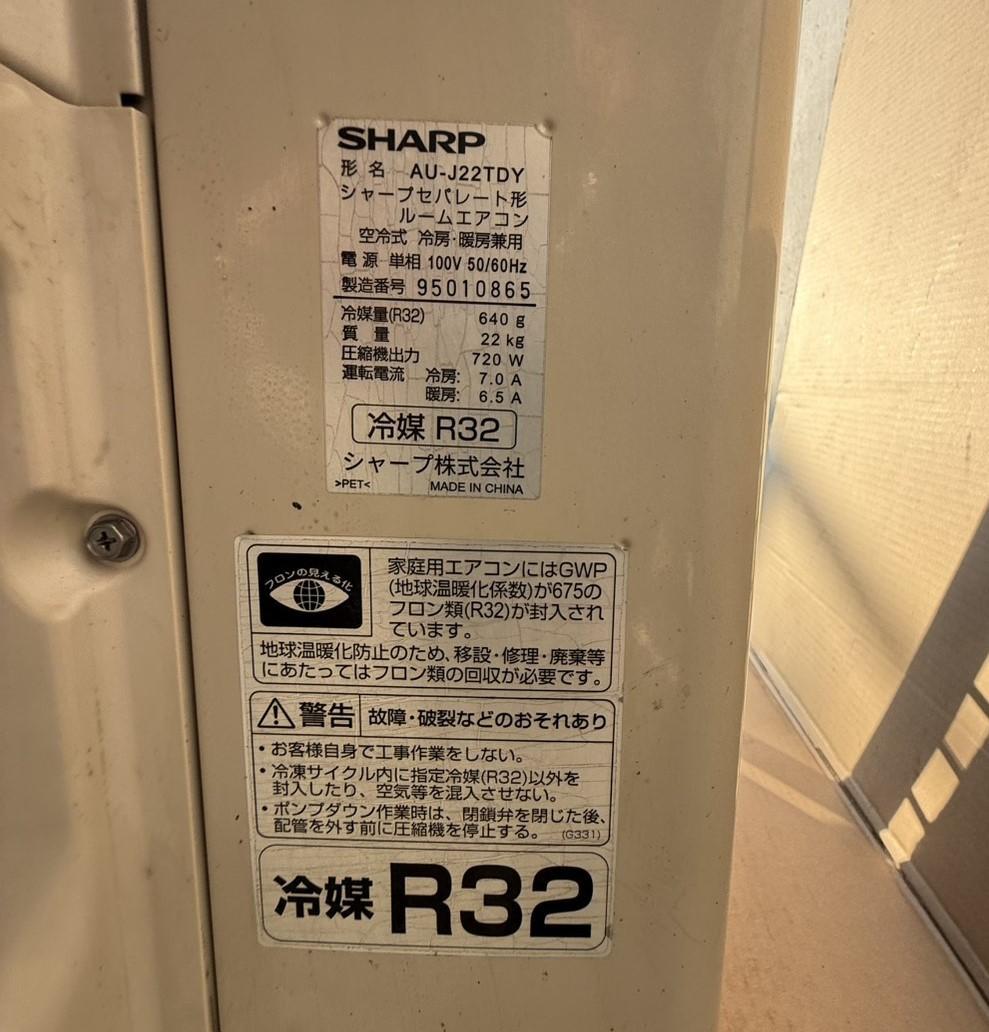 SHARP
形名 AU-J22TDY
シャープセパレート形
ルームエアコン
空冷式 冷房・暖房兼用
電源 単相 100V 50/60Hz
製造番号 95010865
冷媒量(R32) 640 g
質量 22 kg
圧縮機出力 720 W
運転電流 冷房: 7.0 A
暖房: 6.5 A
冷媒 R32
シャープ株式会社
>PET< MADE IN CHINA
フロンの見える化
家庭用エアコンにはGWP
(地球温暖化係数)が675の
フロン類(R32)が封入され
ています。
地球温暖化防止のため、移設・修理・廃棄等
にあたってはフロン類の回収が必要です。
警告 故障・破裂などのおそれあり
・お客様自身で工事作業をしない。
・冷凍サイクル内に指定冷媒(R32)以外を
封入したり、空気等を混入させない。
・ポンプダウン作業時は、閉鎖弁を閉じた後、
配管を外す前に圧縮機を停止する。 (G331)
冷媒 R32